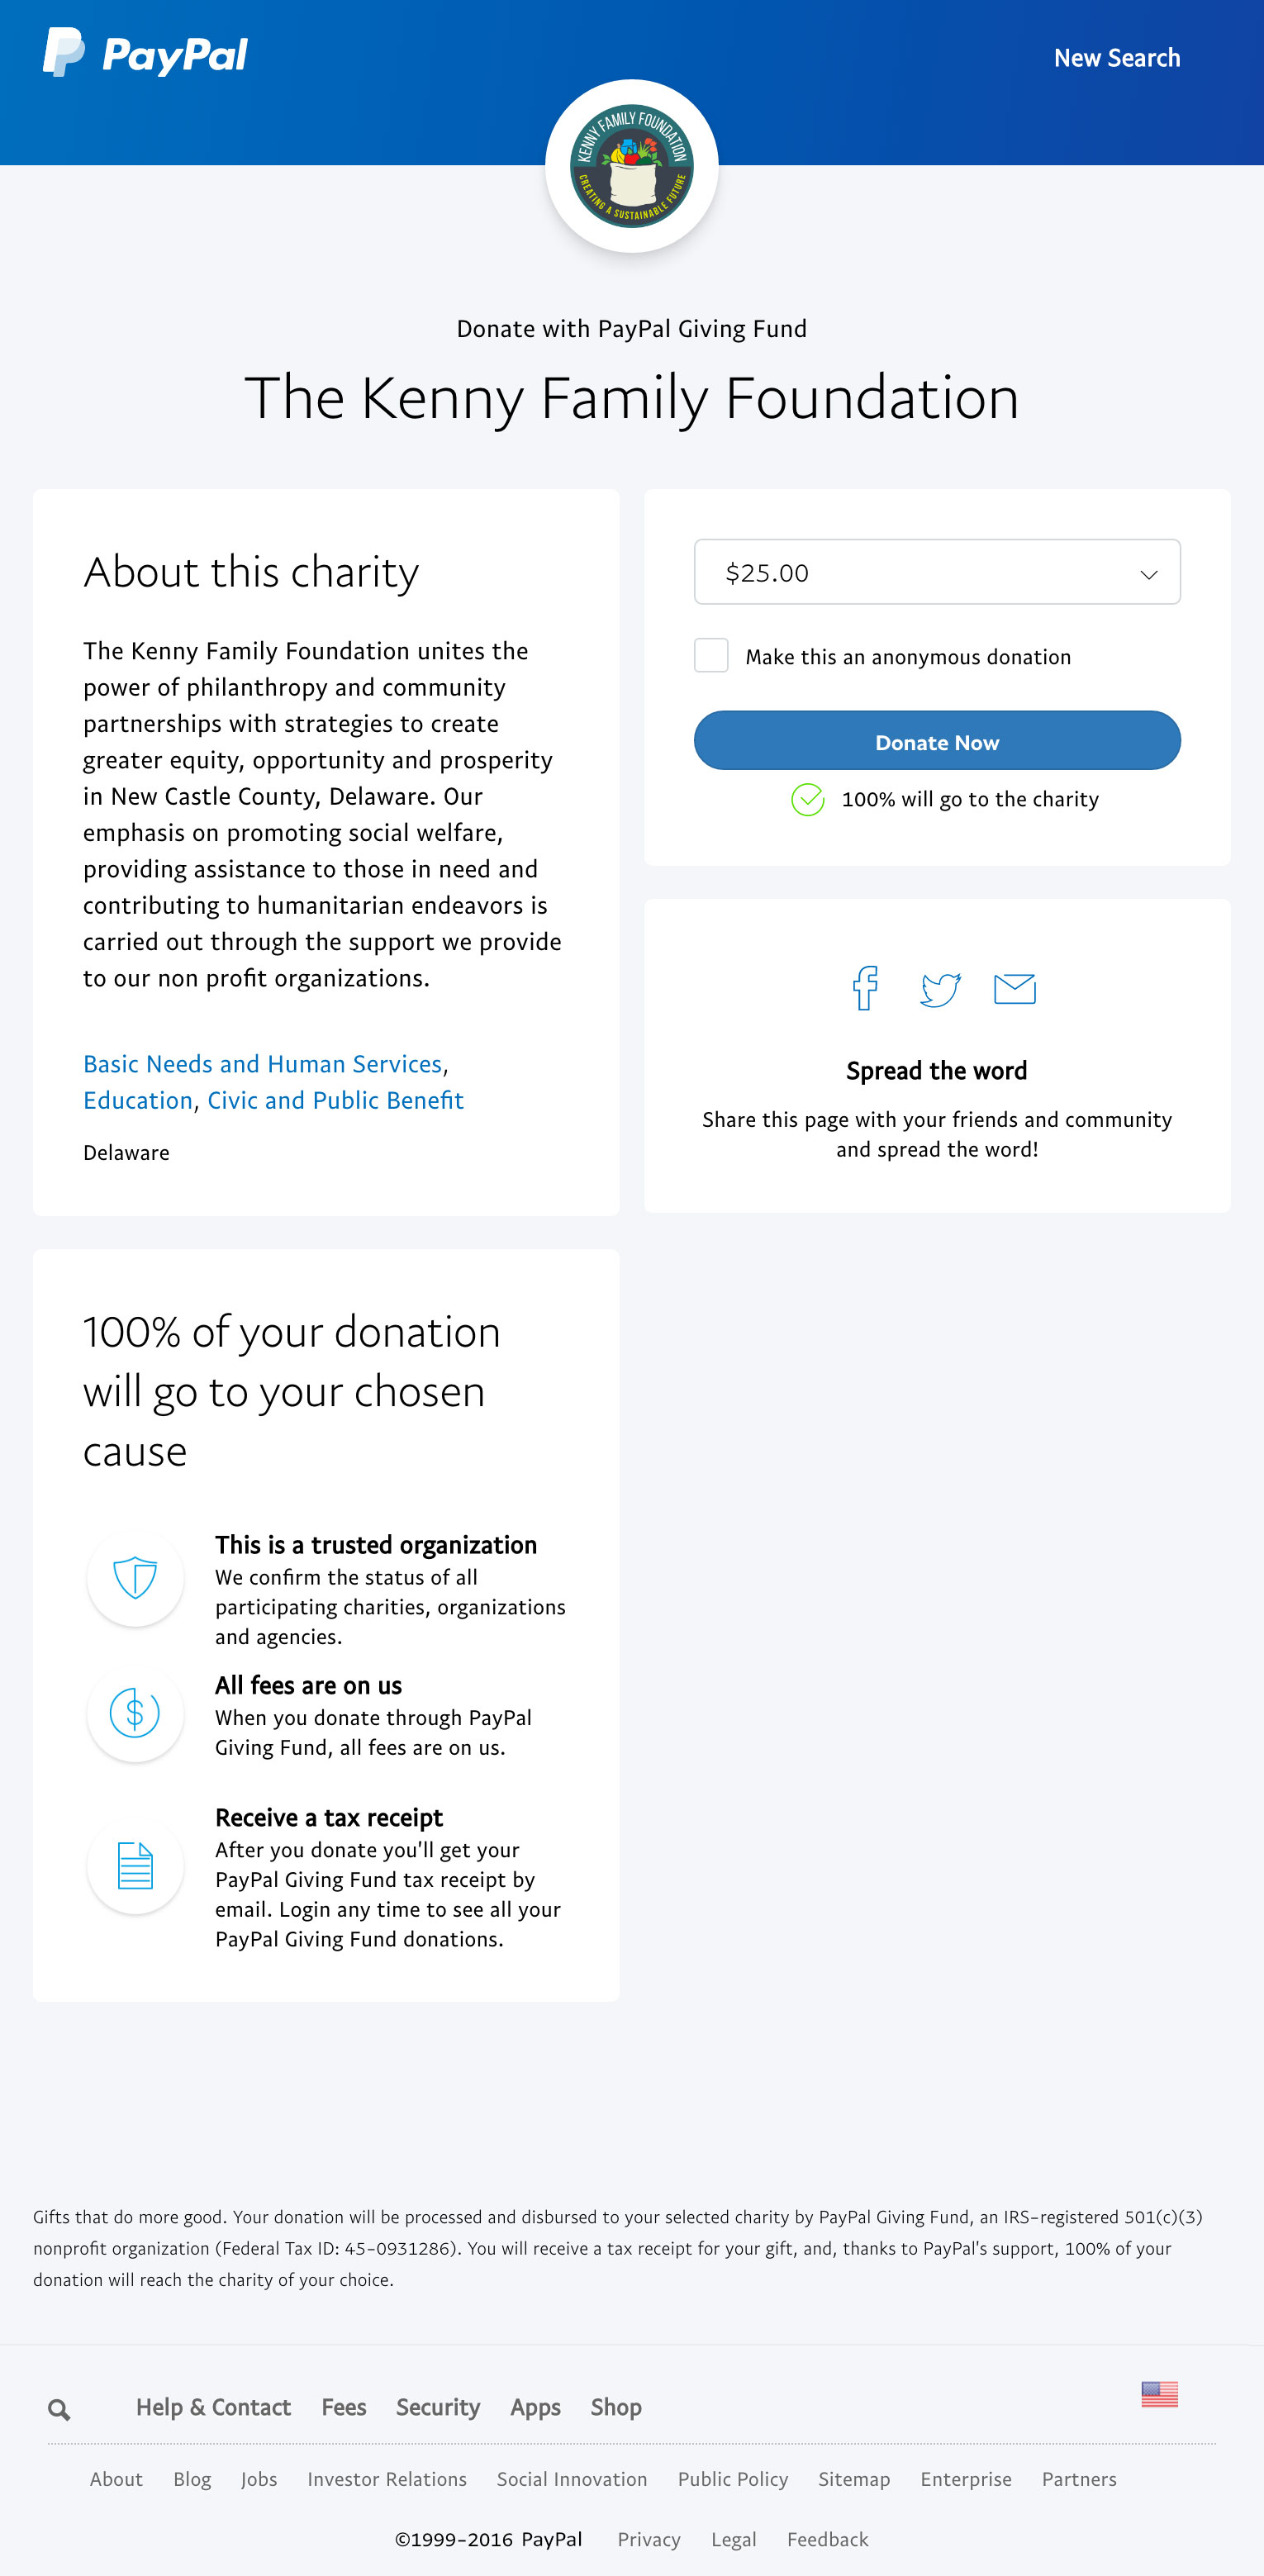 PayPal
New Search
KENNY FAMILY FOUNDATION
CREATING A SUSTAINABLE FUTURE
Donate with PayPal Giving Fund
The Kenny Family Foundation
About this charity
The Kenny Family Foundation unites the
power of philanthropy and community
partnerships with strategies to create
greater equity, opportunity and prosperity
in New Castle County, Delaware. Our
emphasis on promoting social welfare,
providing assistance to those in need and
contributing to humanitarian endeavors is
carried out through the support we provide
to our non profit organizations.
Basic Needs and Human Services,
Education, Civic and Public Benefit
Delaware
$25.00
Make this an anonymous donation
Donate Now
100% will go to the charity
Spread the word
Share this page with your friends and community
and spread the word!
100% of your donation
will go to your chosen
cause
This is a trusted organization
We confirm the status of all
participating charities, organizations
and agencies.
All fees are on us
When you donate through PayPal
Giving Fund, all fees are on us.
Receive a tax receipt
After you donate you'll get your
PayPal Giving Fund tax receipt by
email. Login any time to see all your
PayPal Giving Fund donations.
Gifts that do more good. Your donation will be processed and disbursed to your selected charity by PayPal Giving Fund, an IRS-registered 501(c)(3)
nonprofit organization (Federal Tax ID: 45-0931286). You will receive a tax receipt for your gift, and, thanks to PayPal's support, 100% of your
donation will reach the charity of your choice.
Help & Contact Fees Security Apps Shop
About Blog Jobs Investor Relations Social Innovation Public Policy Sitemap Enterprise Partners
©1999-2016 PayPal Privacy Legal Feedback